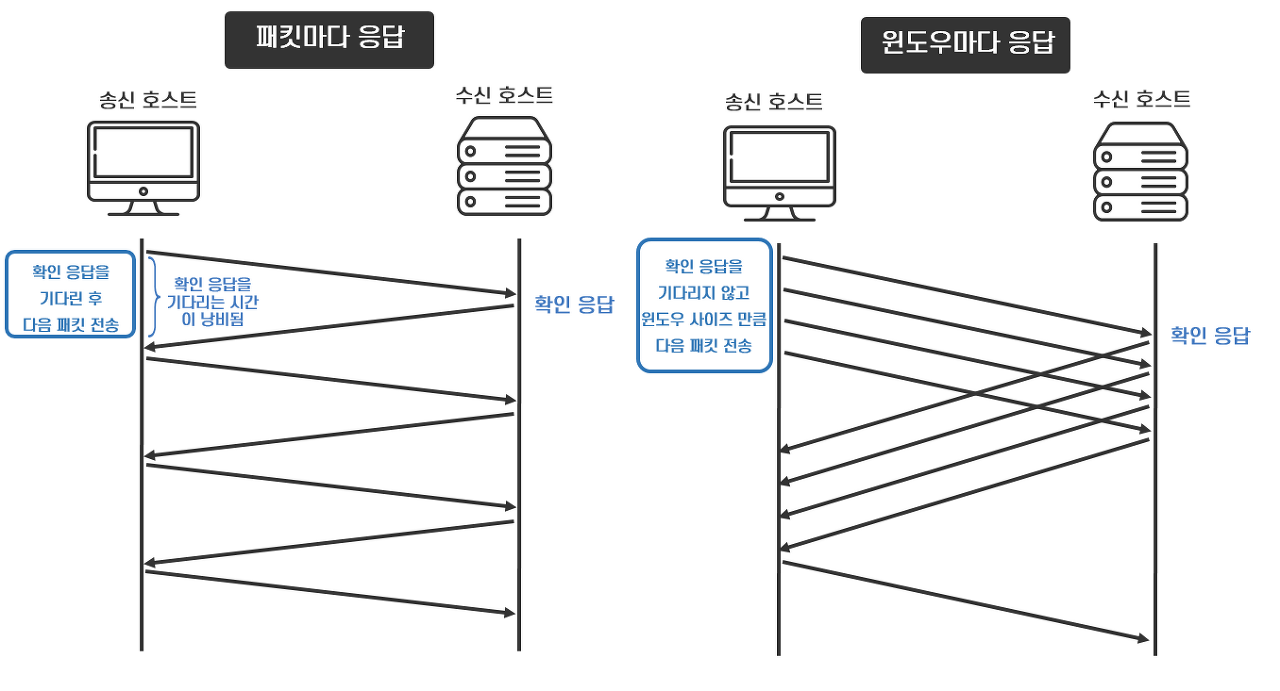 패킷마다 응답
송신 호스트
수신 호스트
확인 응답을
기다린 후
다음 패킷 전송
확인 응답을
기다리는 시간
이 낭비됨
확인 응답
윈도우마다 응답
송신 호스트
수신 호스트
확인 응답을
기다리지 않고
윈도우 사이즈 만큼
다음 패킷 전송
확인 응답